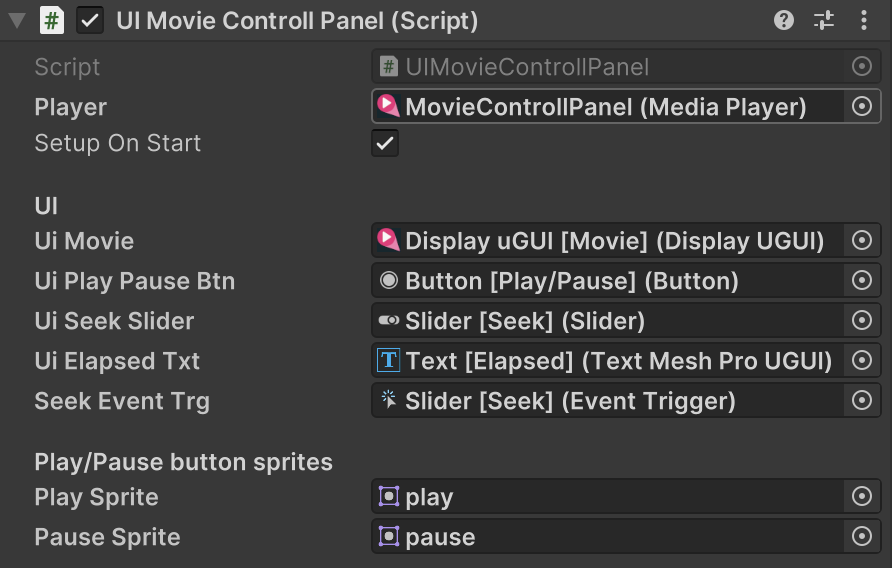 # UI Movie Controll Panel (Script)
Script # UIMovieControllPanel
Player MovieControllPanel (Media Player)
Setup On Start
UI
Ui Movie Display uGUI [Movie] (Display UGUI)
Ui Play Pause Btn Button [Play/Pause] (Button)
Ui Seek Slider Slider [Seek] (Slider)
Ui Elapsed Txt T Text [Elapsed] (Text Mesh Pro UGUI)
Seek Event Trg Slider [Seek] (Event Trigger)
Play/Pause button sprites
Play Sprite play
Pause Sprite pause